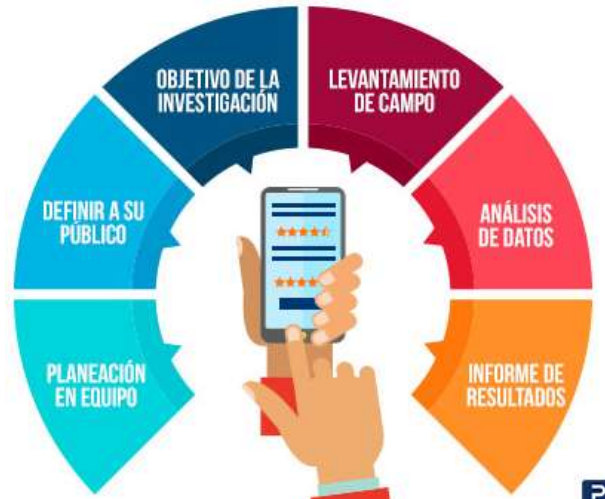 OBJETIVO DE LA
INVESTIGACIÓN
LEVANTAMIENTO
DE CAMPO
DEFINIR A SU
PÚBLICO
ANÁLISIS
DE DATOS
PLANEACIÓN
EN EQUIPO
INFORME DE
RESULTADOS